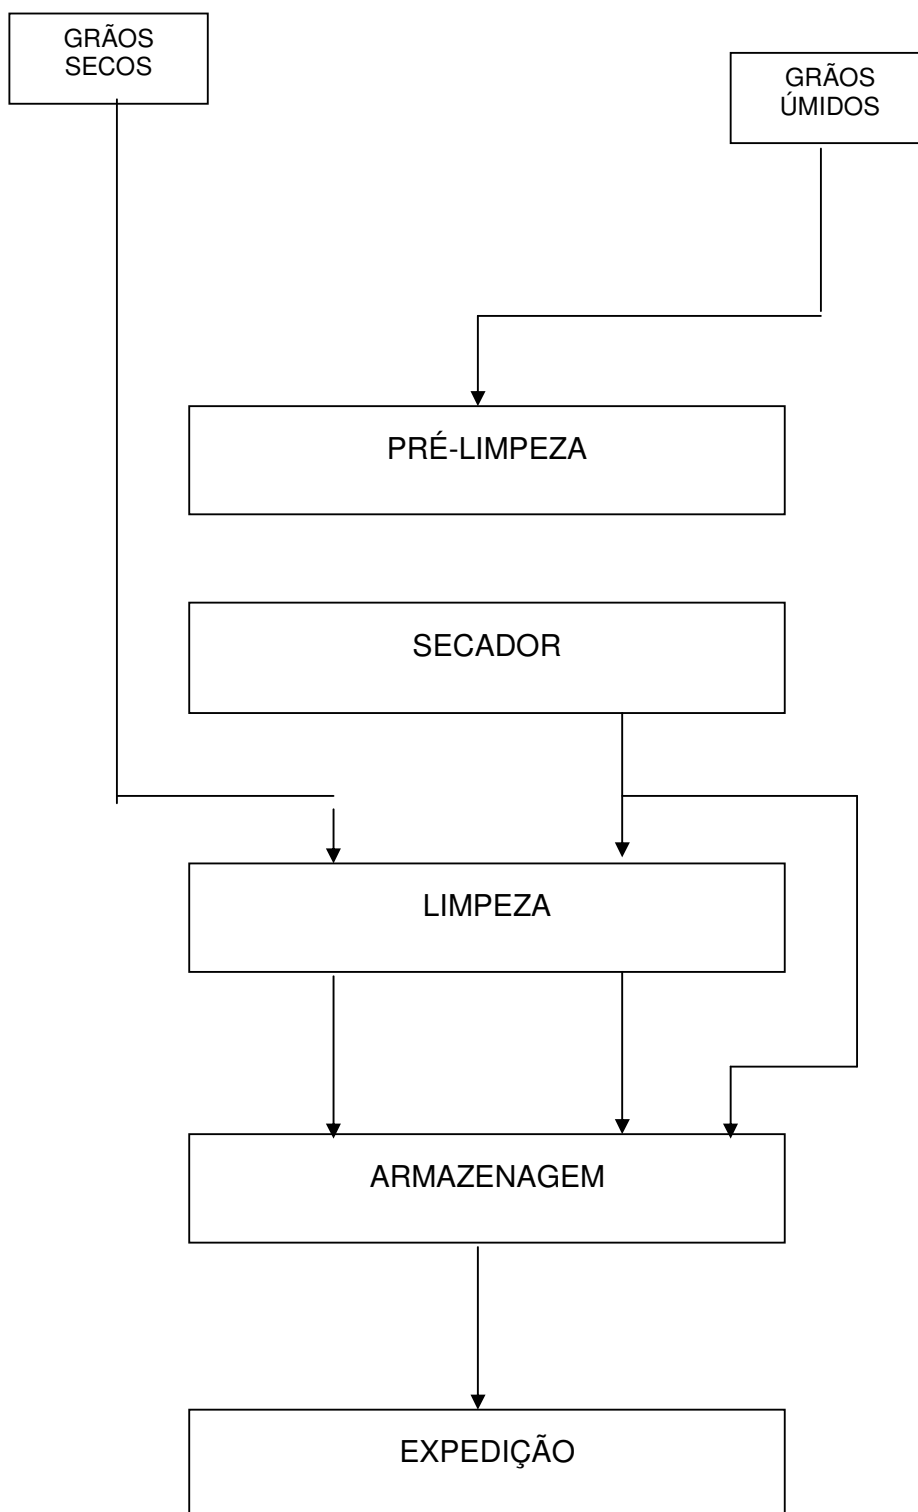 GRÃOS
SECOS
GRÃOS
ÚMIDOS
PRÉ-LIMPEZA
SECADOR
LIMPEZA
ARMAZENAGEM
EXPEDIÇÃO